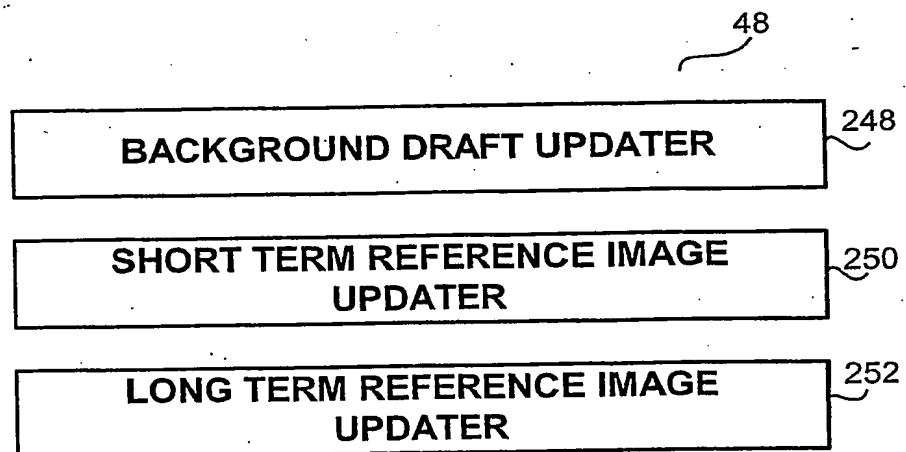 48
BACKGROUND DRAFT UPDATER
248
SHORT TERM REFERENCE IMAGE
UPDATER
250
LONG TERM REFERENCE IMAGE
UPDATER
252